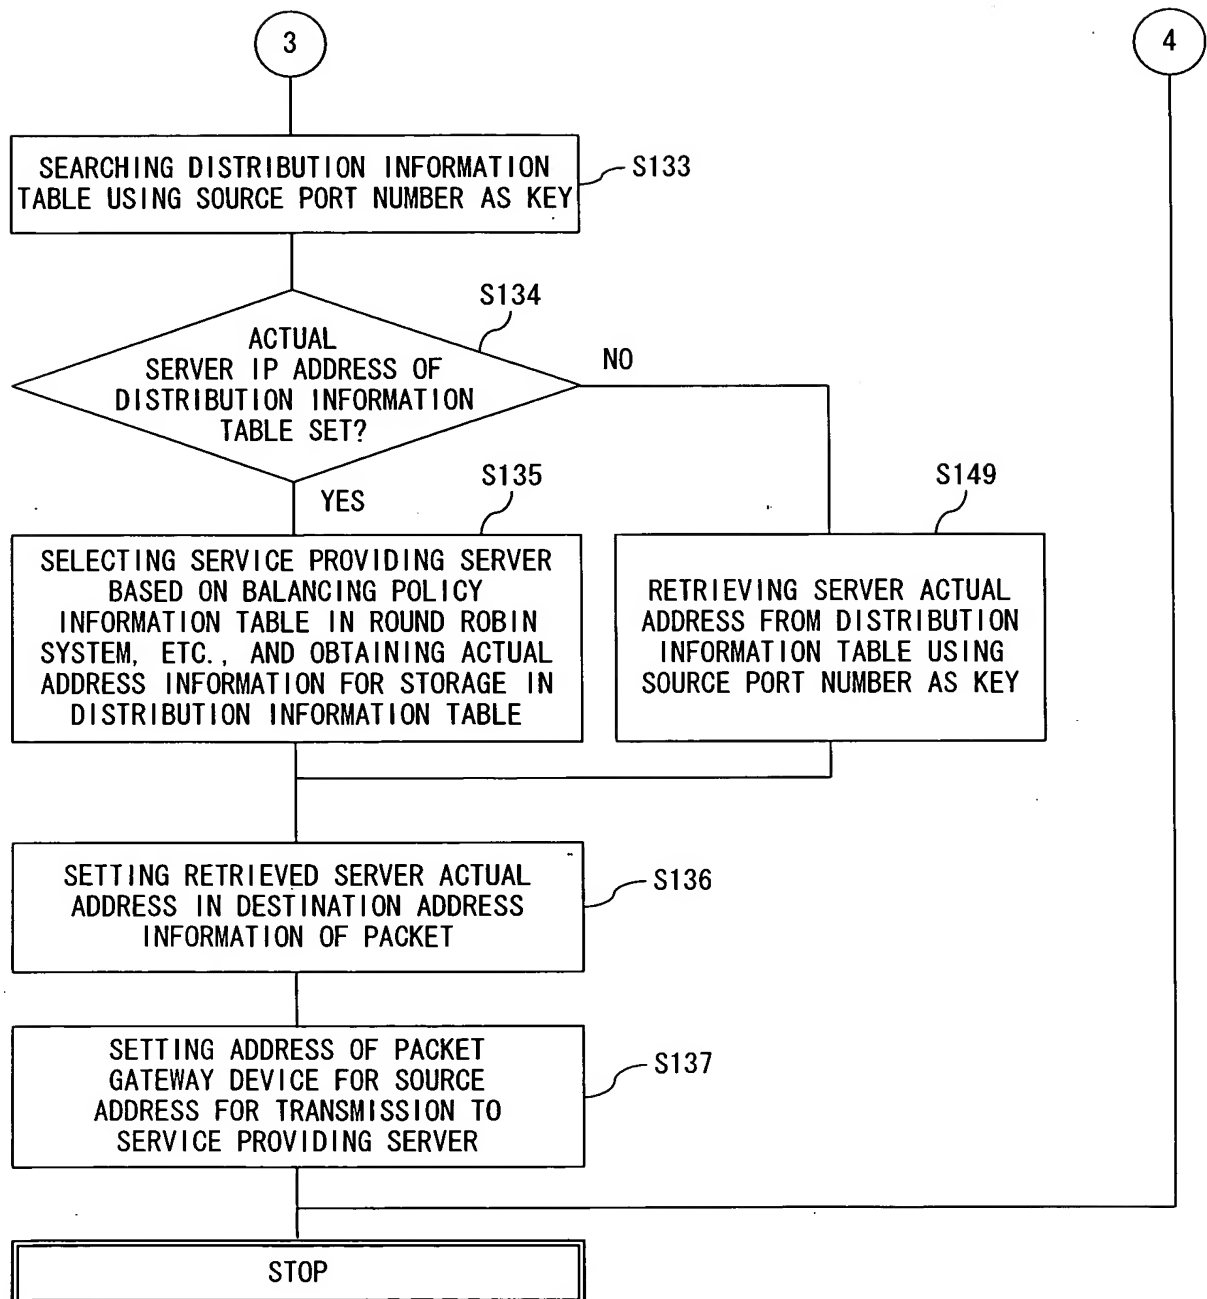 3
4
SEARCHING DISTRIBUTION INFORMATION
TABLE USING SOURCE PORT NUMBER AS KEY
S133
S134
ACTUAL
SERVER IP ADDRESS OF
DISTRIBUTION INFORMATION
TABLE SET?
NO
YES
S135
S149
SELECTING SERVICE PROVIDING SERVER
BASED ON BALANCING POLICY
INFORMATION TABLE IN ROUND ROBIN
SYSTEM, ETC., AND OBTAINING ACTUAL
ADDRESS INFORMATION FOR STORAGE IN
DISTRIBUTION INFORMATION TABLE
RETRIEVING SERVER ACTUAL
ADDRESS FROM DISTRIBUTION
INFORMATION TABLE USING
SOURCE PORT NUMBER AS KEY
SETTING RETRIEVED SERVER ACTUAL
ADDRESS IN DESTINATION ADDRESS
INFORMATION OF PACKET
S136
SETTING ADDRESS OF PACKET
GATEWAY DEVICE FOR SOURCE
ADDRESS FOR TRANSMISSION TO
SERVICE PROVIDING SERVER
S137
STOP